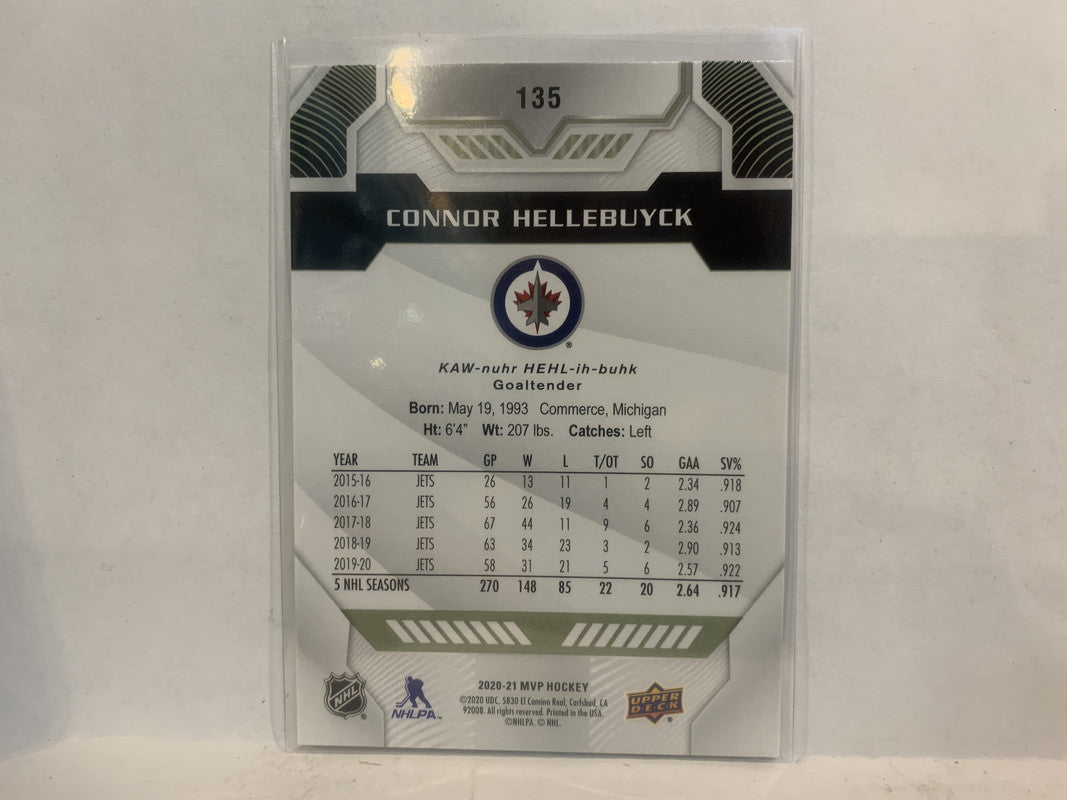 135
CONNOR HELLEBUYCK
®
KAW-nuhr HEHL-ih-buhk
Goaltender
Born: May 19, 1993 Commerce, Michigan
Ht: 6'4" Wt: 207 lbs. Catches: Left
YEAR TEAM GP W L T/OT SO GAA SV%
2015-16 JETS 26 13 11 1 2 2.34 .918
2016-17 JETS 56 26 19 4 4 2.89 .907
2017-18 JETS 67 44 11 9 6 2.36 .924
2018-19 JETS 63 34 23 3 2 2.90 .913
2019-20 JETS 58 31 21 5 6 2.57 .922
5 NHL SEASONS 270 148 85 22 20 2.64 .917
NHL ®
NHLPA™
2020-21 MVP HOCKEY
©2020 UDC. 5830 El Camino Real, Carlsbad, CA
92008. All rights reserved. Printed in the USA.
©NHLPA. © NHL.
UPPER DECK ®